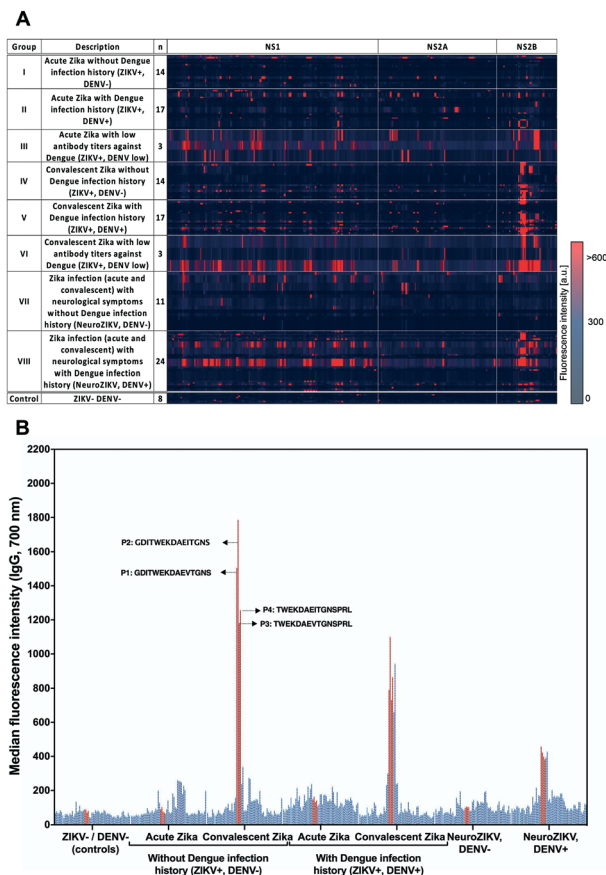 A
Group Description n NS1 NS2A NS2B
I Acute Zika without Dengue infection history (ZIKV+, DENV-) 14
II Acute Zika with Dengue infection history (ZIKV+, DENV+) 17
III Acute Zika with low antibody titers against Dengue (ZIKV+, DENV low) 3
IV Convalescent Zika without Dengue infection history (ZIKV+, DENV-) 14
V Convalescent Zika with Dengue infection history (ZIKV+, DENV+) 17
VI Convalescent Zika with low antibody titers against Dengue (ZIKV+, DENV low) 3
VII Zika infection (acute and convalescent) with neurological symptoms without Dengue infection history (NeuroZIKV, DENV-) 11
VIII Zika infection (acute and convalescent) with neurological symptoms with Dengue infection history (NeuroZIKV, DENV+) 24
Control ZIKV- DENV- 8
Fluorescence intensity [a.u.]
>600
300
0
B
Median fluorescence intensity (IgG, 700 nm)
2200
2000
1800
1600
1400
1200
1000
800
600
400
200
0
P2: GDITWEKDAEITGNS
P1: GDITWEKDAEVTGNS
P4: TWEKDAEITGNSPRL
P3: TWEKDAEVTGNSPRL
ZIKV- / DENV- (controls)
Acute Zika
Convalescent Zika
Without Dengue infection history (ZIKV+, DENV-)
Acute Zika
Convalescent Zika
With Dengue infection history (ZIKV+, DENV+)
NeuroZIKV, DENV-
NeuroZIKV, DENV+